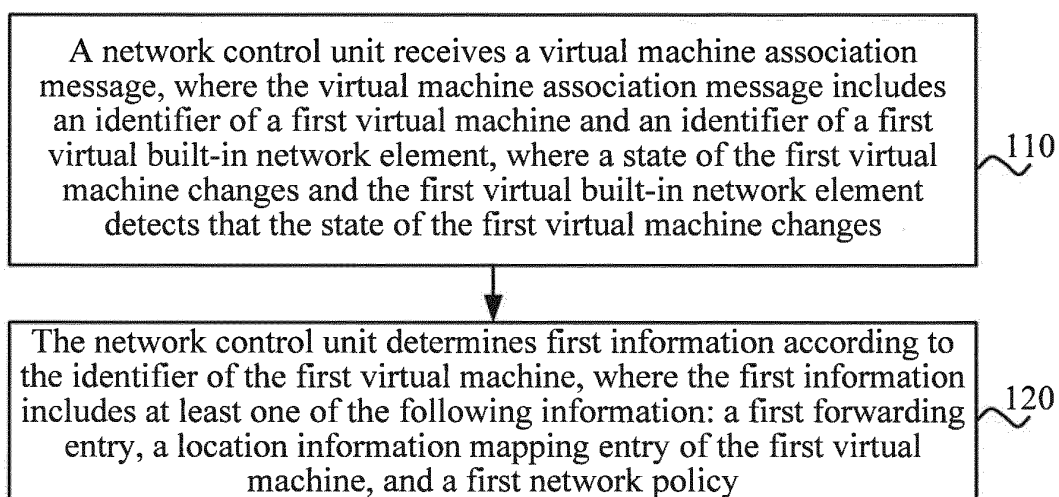 A network control unit receives a virtual machine association
message, where the virtual machine association message includes
an identifier of a first virtual machine and an identifier of a first
virtual built-in network element, where a state of the first virtual
machine changes and the first virtual built-in network element
detects that the state of the first virtual machine changes
110
The network control unit determines first information according to
the identifier of the first virtual machine, where the first information
includes at least one of the following information: a first forwarding
entry, a location information mapping entry of the first virtual
machine, and a first network policy
120